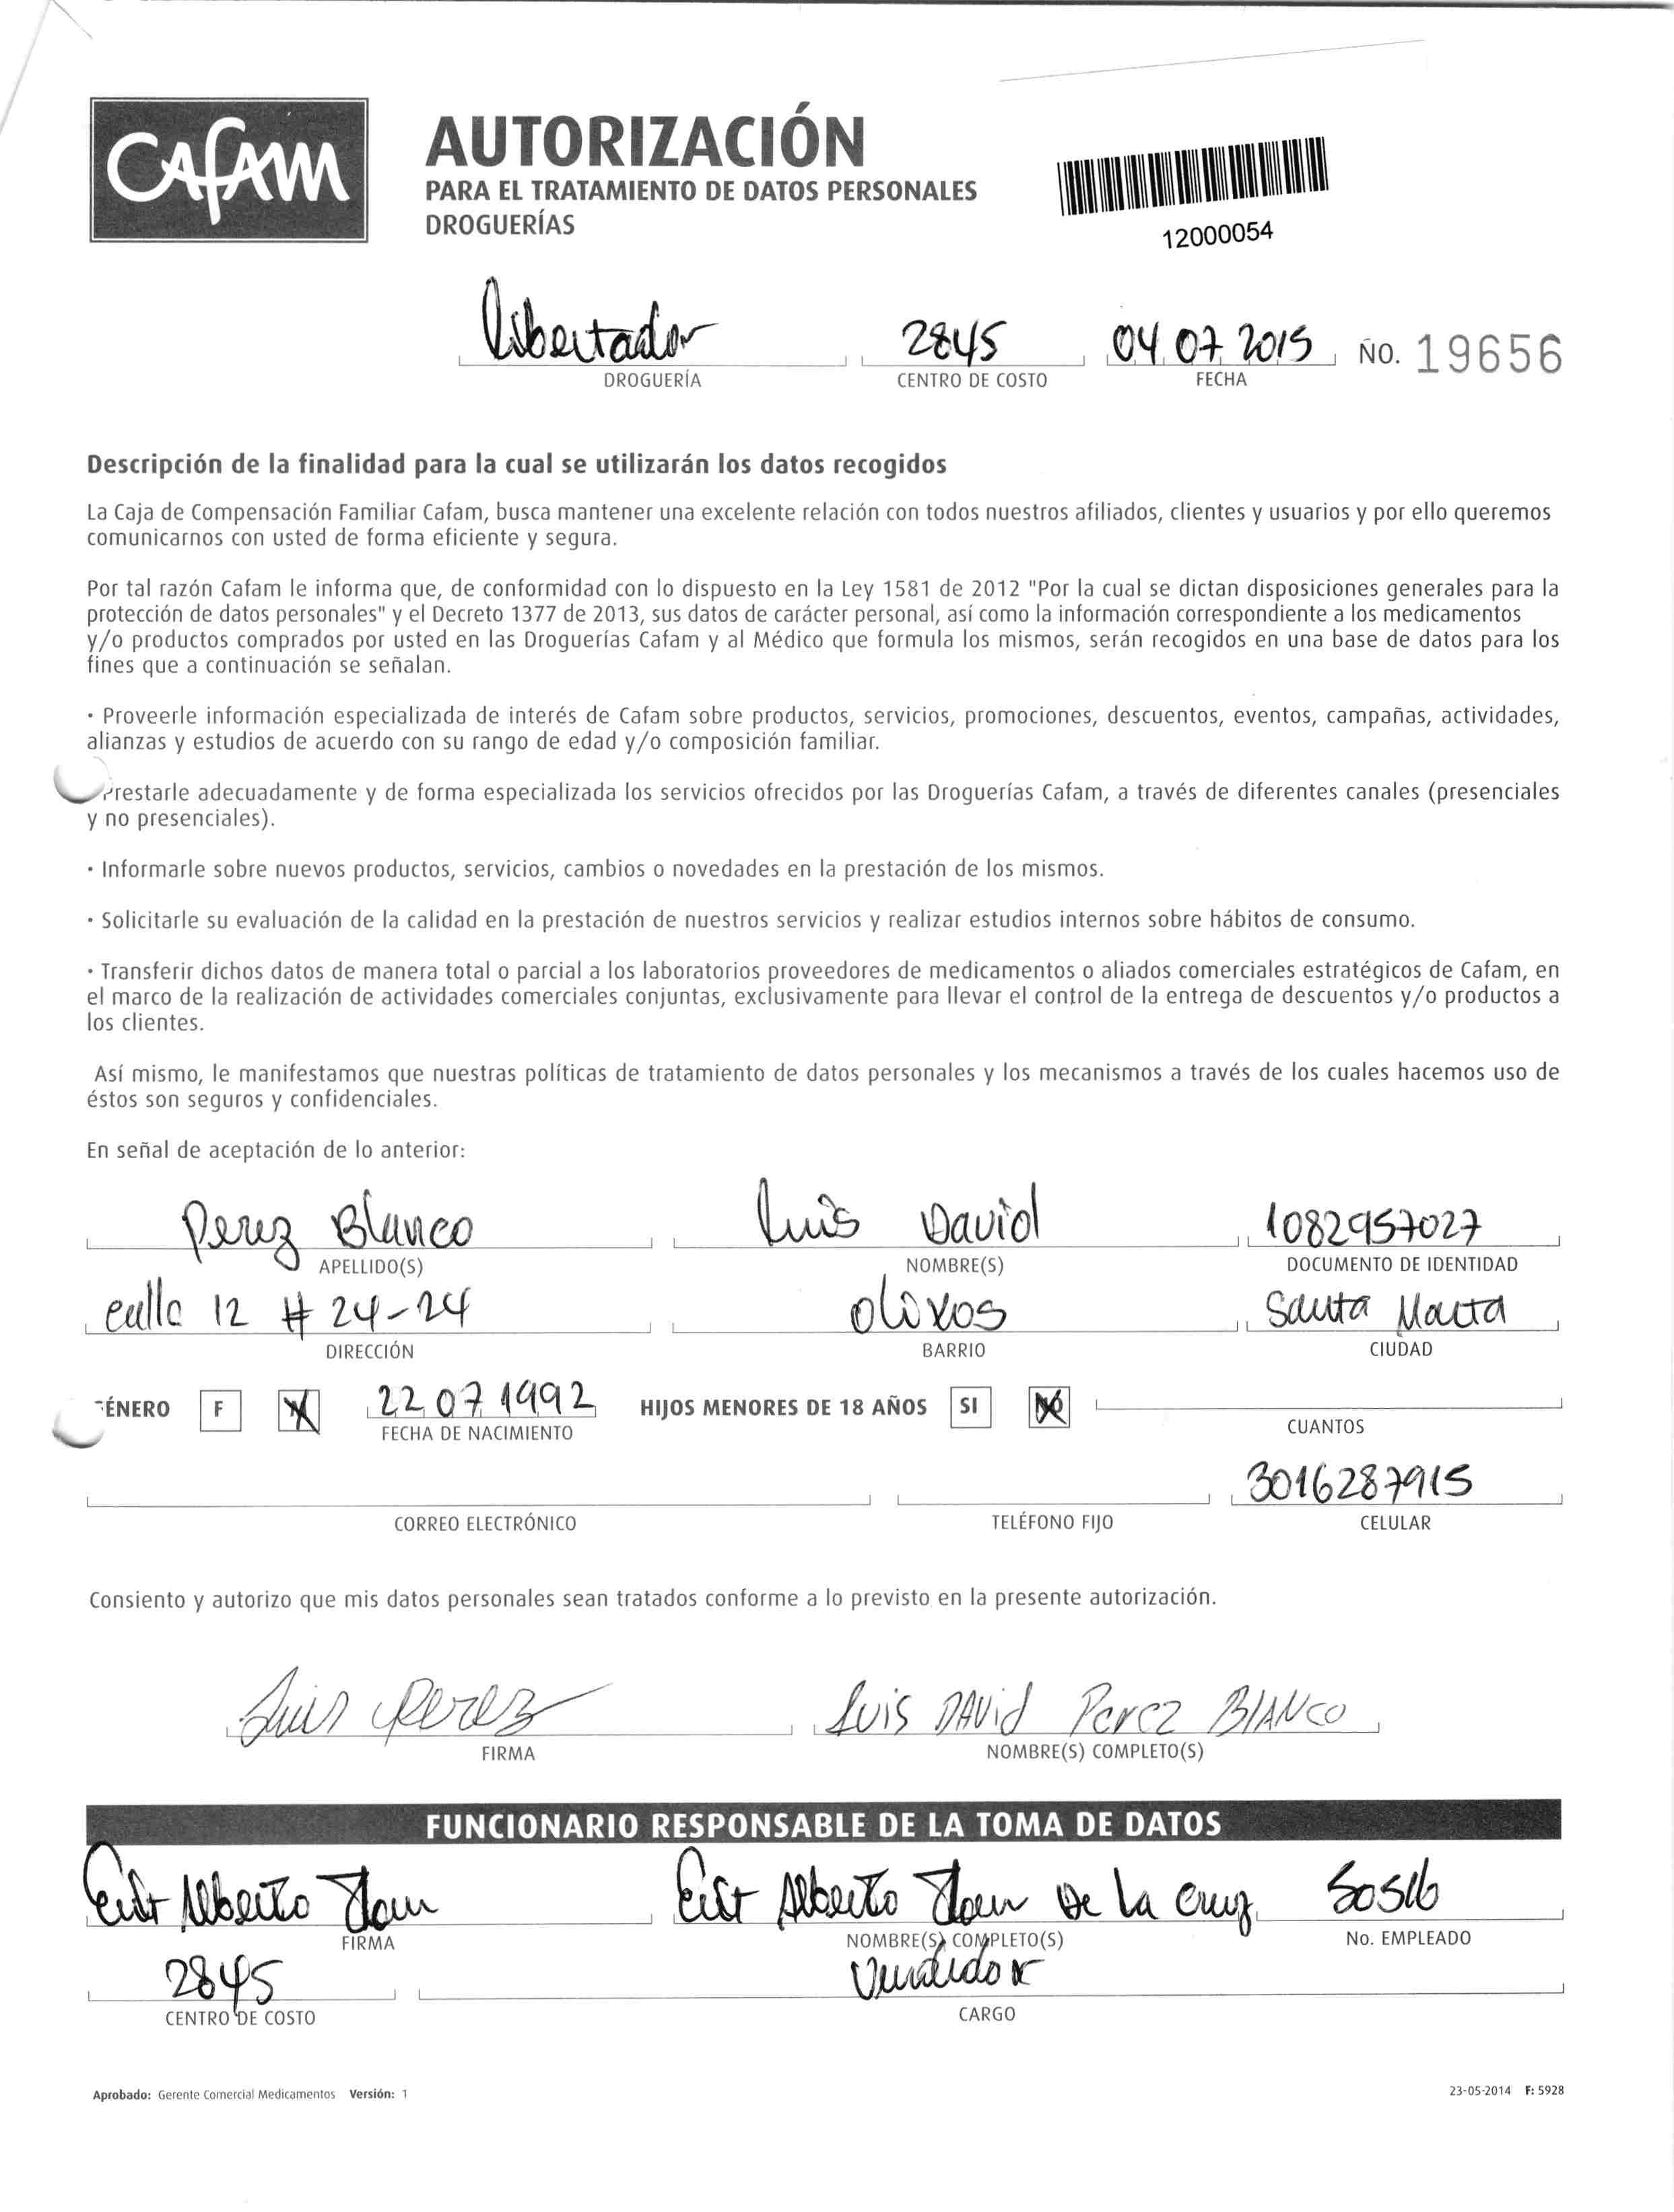 CAFAM
AUTORIZACIÓN
PARA EL TRATAMIENTO DE DATOS PERSONALES
DROGUERÍAS
12000054
Libertador 2845 04 07 2015 NO. 19656
DROGUERÍA CENTRO DE COSTO FECHA
Descripción de la finalidad para la cual se utilizarán los datos recogidos
La Caja de Compensación Familiar Cafam, busca mantener una excelente relación con todos nuestros afiliados, clientes y usuarios y por ello queremos
comunicarnos con usted de forma eficiente y segura.
Por tal razón Cafam le informa que, de conformidad con lo dispuesto en la Ley 1581 de 2012 "Por la cual se dictan disposiciones generales para la
protección de datos personales" y el Decreto 1377 de 2013, sus datos de carácter personal, así como la información correspondiente a los medicamentos
y/o productos comprados por usted en las Droguerías Cafam y al Médico que formula los mismos, serán recogidos en una base de datos para los
fines que a continuación se señalan.
· Proveerle información especializada de interés de Cafam sobre productos, servicios, promociones, descuentos, eventos, campañas, actividades,
alianzas y estudios de acuerdo con su rango de edad y/o composición familiar.
Prestarle adecuadamente y de forma especializada los servicios ofrecidos por las Droguerías Cafam, a través de diferentes canales (presenciales
y no presenciales).
· Informarle sobre nuevos productos, servicios, cambios o novedades en la prestación de los mismos.
· Solicitarle su evaluación de la calidad en la prestación de nuestros servicios y realizar estudios internos sobre hábitos de consumo.
· Transferir dichos datos de manera total o parcial a los laboratorios proveedores de medicamentos o aliados comerciales estratégicos de Cafam, en
el marco de la realización de actividades comerciales conjuntas, exclusivamente para llevar el control de la entrega de descuentos y/o productos a
los clientes.
Así mismo, le manifestamos que nuestras políticas de tratamiento de datos personales y los mecanismos a través de los cuales hacemos uso de
éstos son seguros y confidenciales.
En señal de aceptación de lo anterior:
Perez Blanco Luis David 1082957027
APELLIDO(S) NOMBRE(S) DOCUMENTO DE IDENTIDAD
calle 12 # 24-24 olivos Santa Marta
DIRECCIÓN BARRIO CIUDAD
GÉNERO F M 22 07 1992 HIJOS MENORES DE 18 AÑOS SI NO
FECHA DE NACIMIENTO CUANTOS
3016287915
CORREO ELECTRÓNICO TELÉFONO FIJO CELULAR
Consiento y autorizo que mis datos personales sean tratados conforme a lo previsto en la presente autorización.
Luis Perez Luis DAVid Perez BlANco
FIRMA NOMBRE(S) COMPLETO(S)
FUNCIONARIO RESPONSABLE DE LA TOMA DE DATOS
Alberto Alberto De la Cruz
FIRMA NOMBRE(S) COMPLETO(S) No. EMPLEADO
2845 Vendedor
CENTRO DE COSTO CARGO
Aprobado: Gerente Comercial Medicamentos Versión: 1 23-05-2014 F: 5928